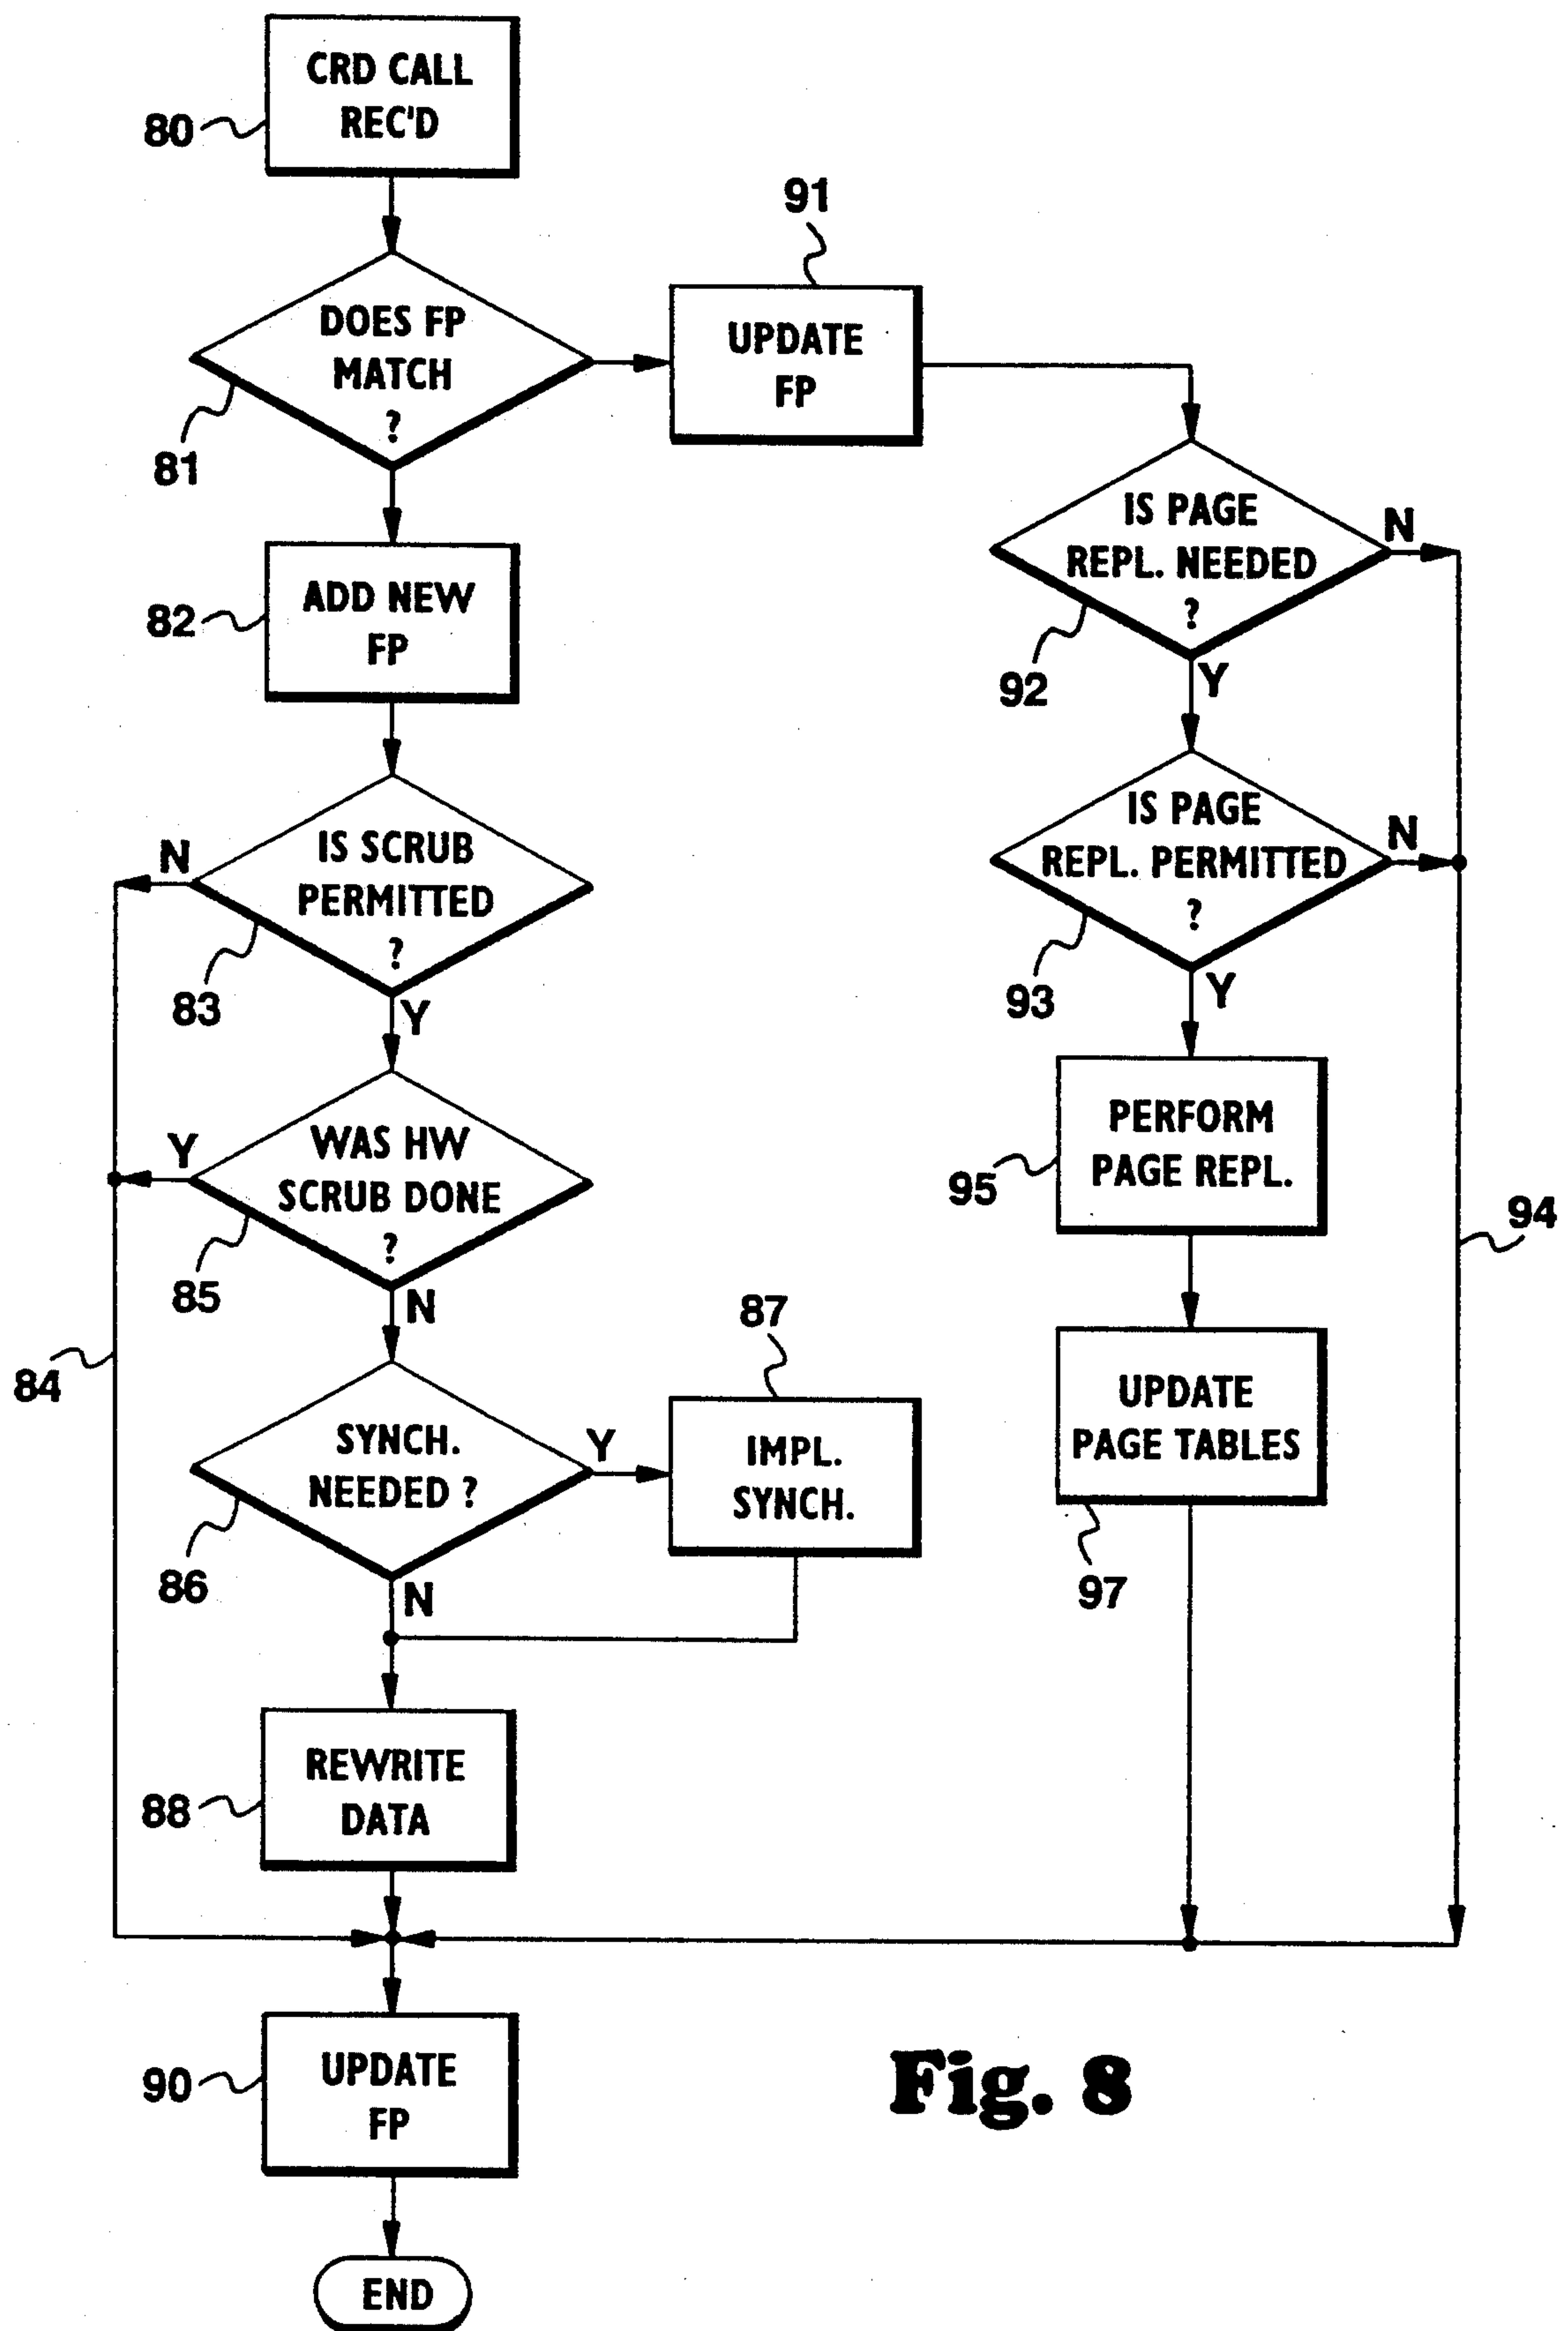 CRD CALL
REC'D
80
DOES FP
MATCH
?
81
91
UPDATE
FP
ADD NEW
FP
82
IS PAGE
REPL. NEEDED
?
N
Y
92
IS SCRUB
PERMITTED
?
N
Y
83
IS PAGE
REPL. PERMITTED
?
N
Y
93
WAS HW
SCRUB DONE
?
Y
N
85
PERFORM
PAGE REPL.
95
94
84
SYNCH.
NEEDED ?
Y
N
86
87
IMPL.
SYNCH.
UPDATE
PAGE TABLES
97
REWRITE
DATA
88
UPDATE
FP
90
END
Fig. 8